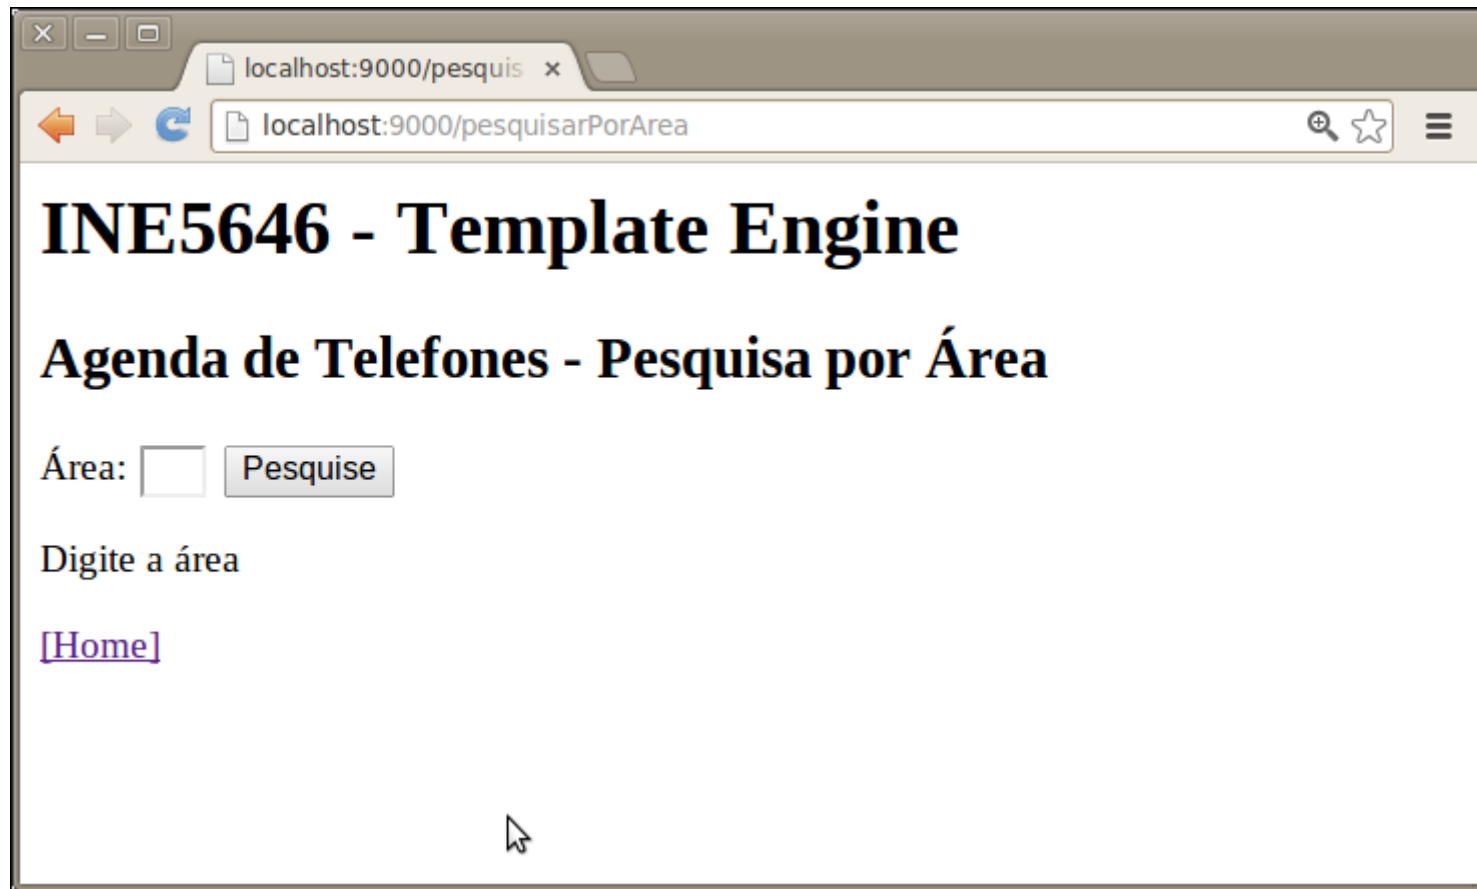 localhost:9000/pesquis
localhost:9000/pesquisarPorArea
INE5646 - Template Engine
Agenda de Telefones - Pesquisa por Área
Área: Pesquise
Digite a área
[Home]